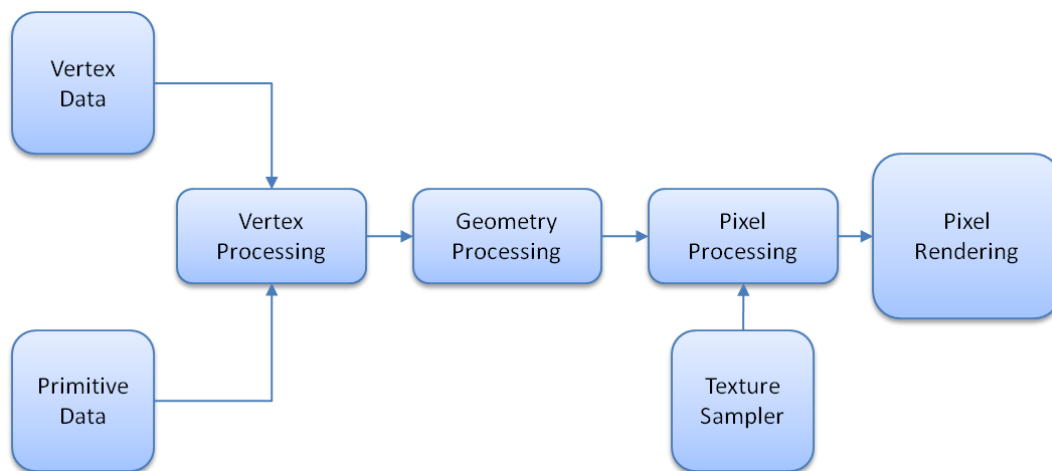 Vertex
Data
Vertex
Processing
Geometry
Processing
Pixel
Processing
Pixel
Rendering
Primitive
Data
Texture
Sampler